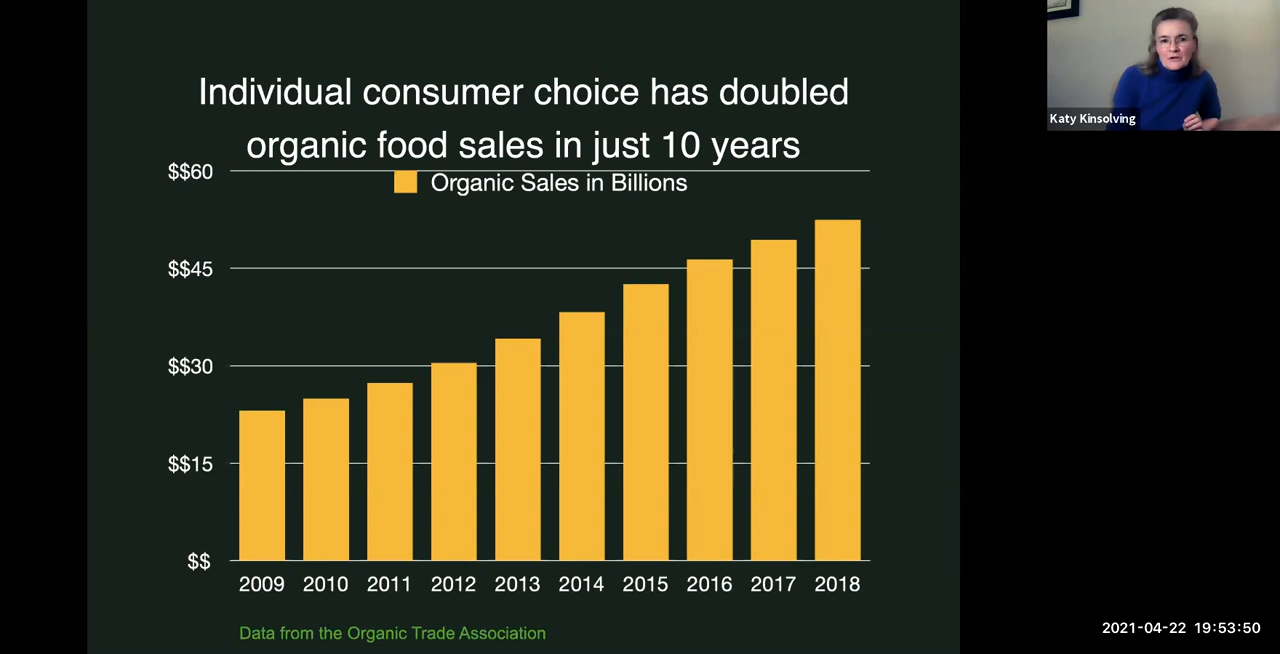 Individual consumer choice has doubled
organic food sales in just 10 years
$$60
Organic Sales in Billions
$$45
$$30
$$15
$$
2009 2010 2011 2012 2013 2014 2015 2016 2017 2018
Data from the Organic Trade Association
Katy Kinsolving
2021-04-22 19:53:50